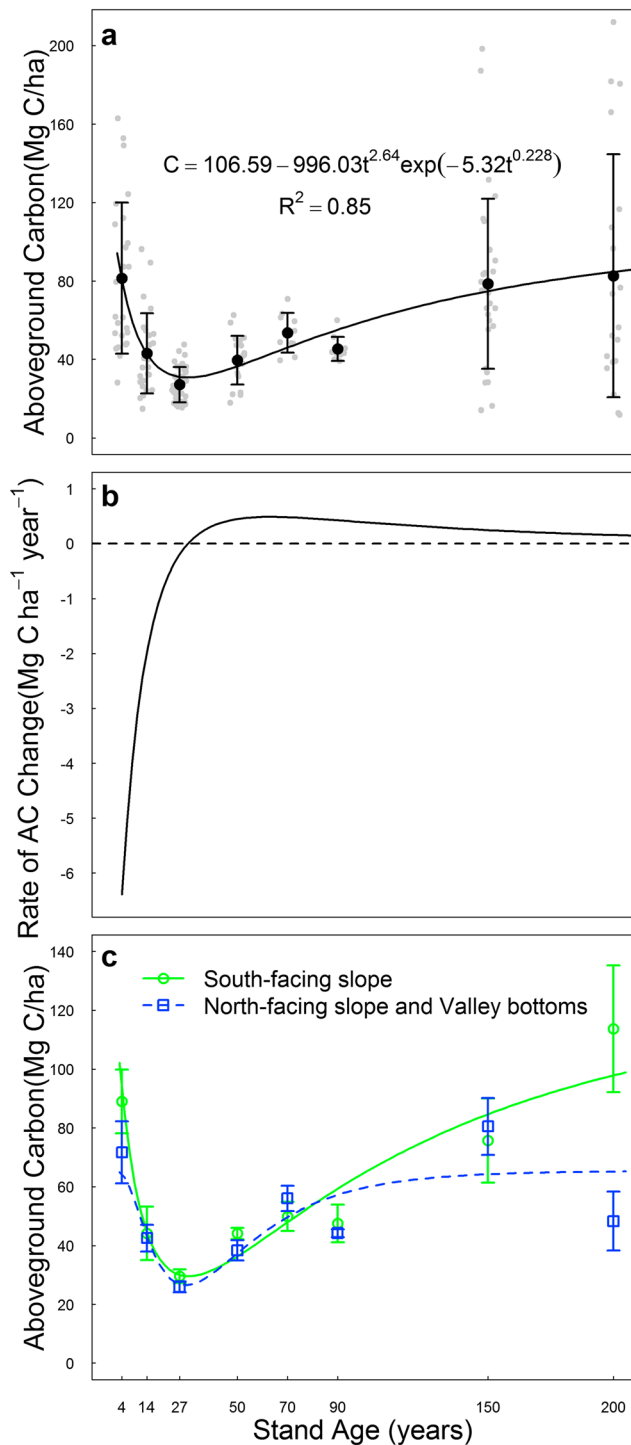 a
Aboveground Carbon(Mg C/ha)
200
160
120
80
40
0
C = 106.59 − 996.03t^2.64 exp(−5.32t^0.228)
R^2 = 0.85
b
Rate of AC Change(Mg C ha^−1 year^−1)
1
0
-1
-2
-3
-4
-5
-6
c
Aboveground Carbon(Mg C/ha)
140
120
100
80
60
40
20
0
South-facing slope
North-facing slope and Valley bottoms
4 14 27 50 70 90 150 200
Stand Age (years)